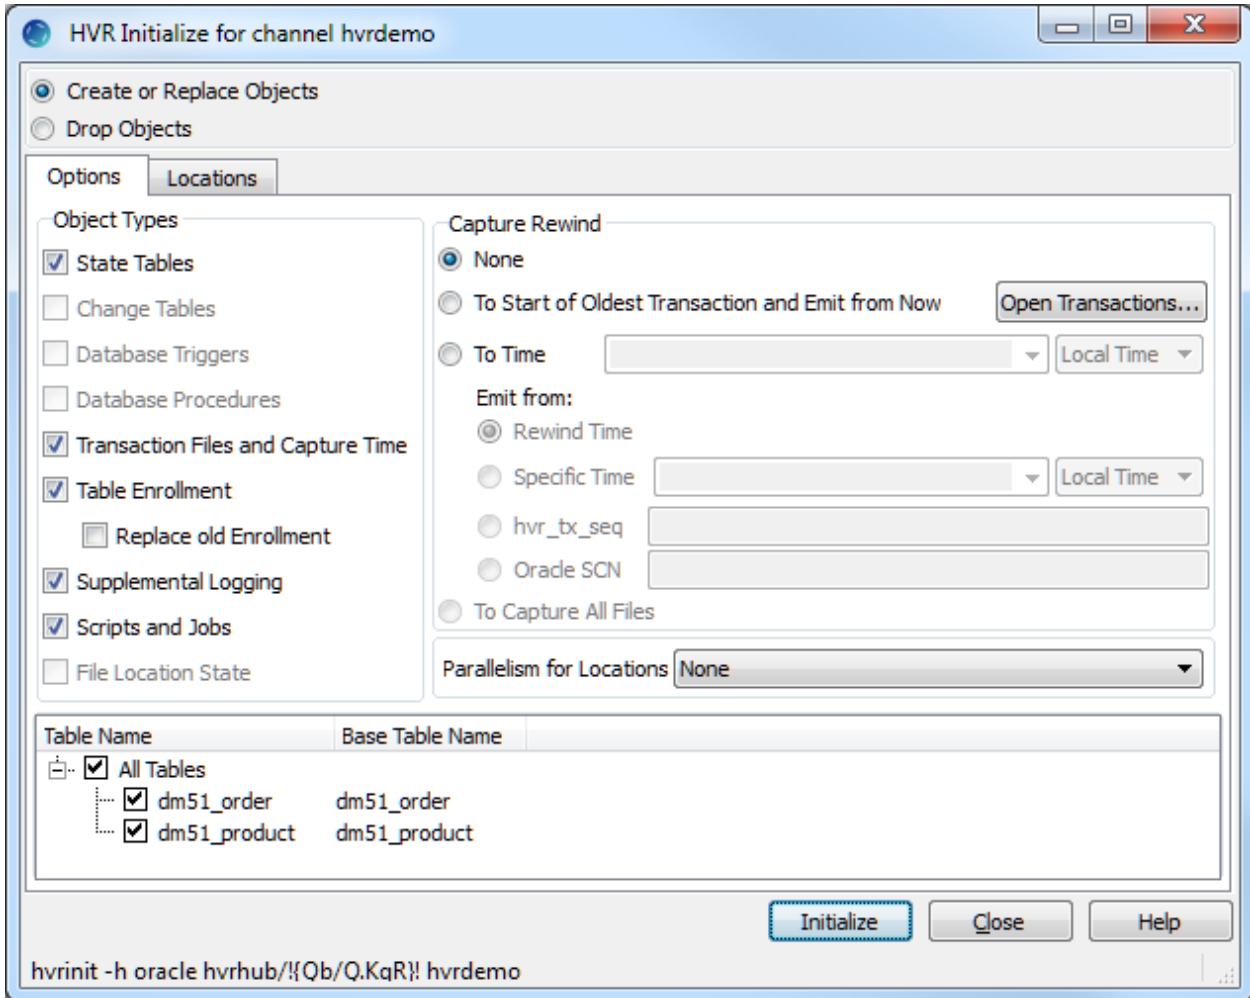 HVR Initialize for channel hvrdemo
Create or Replace Objects
Drop Objects
Options Locations
Object Types
State Tables
Change Tables
Database Triggers
Database Procedures
Transaction Files and Capture Time
Table Enrollment
Replace old Enrollment
Supplemental Logging
Scripts and Jobs
File Location State
Capture Rewind
None
To Start of Oldest Transaction and Emit from Now Open Transactions...
To Time Local Time
Emit from:
Rewind Time
Specific Time Local Time
hvr_tx_seq
Oracle SCN
To Capture All Files
Parallelism for Locations None
Table Name Base Table Name
All Tables
dm51_order dm51_order
dm51_product dm51_product
Initialize Close Help
hvrinit -h oracle hvrhub/!{Qb/Q.KqR}! hvrdemo